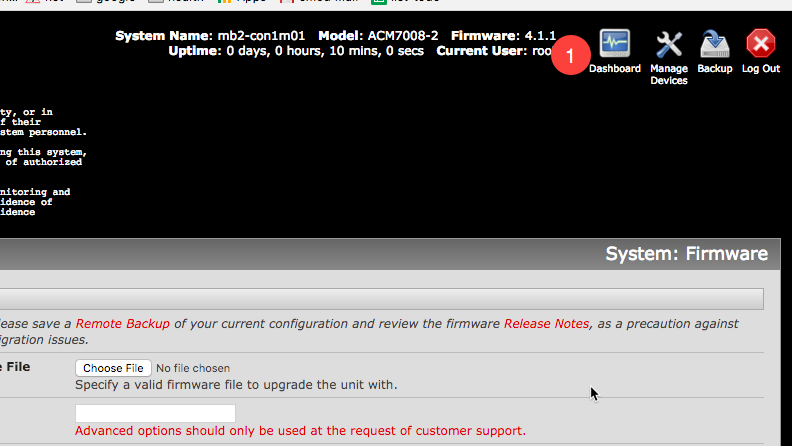 System Name: mb2-con1m01 Model: ACM7008-2 Firmware: 4.1.1
Uptime: 0 days, 0 hours, 10 mins, 0 secs Current User:
1
Dashboard
Manage Devices
Backup
Log Out
ty, or in
f their
stem personnel.
ng this system,
of authorized
nitoring and
idence of
idence
System: Firmware
ease save a Remote Backup of your current configuration and review the firmware Release Notes, as a precaution against
igration issues.
File
Choose File No file chosen
Specify a valid firmware file to upgrade the unit with.
Advanced options should only be used at the request of customer support.